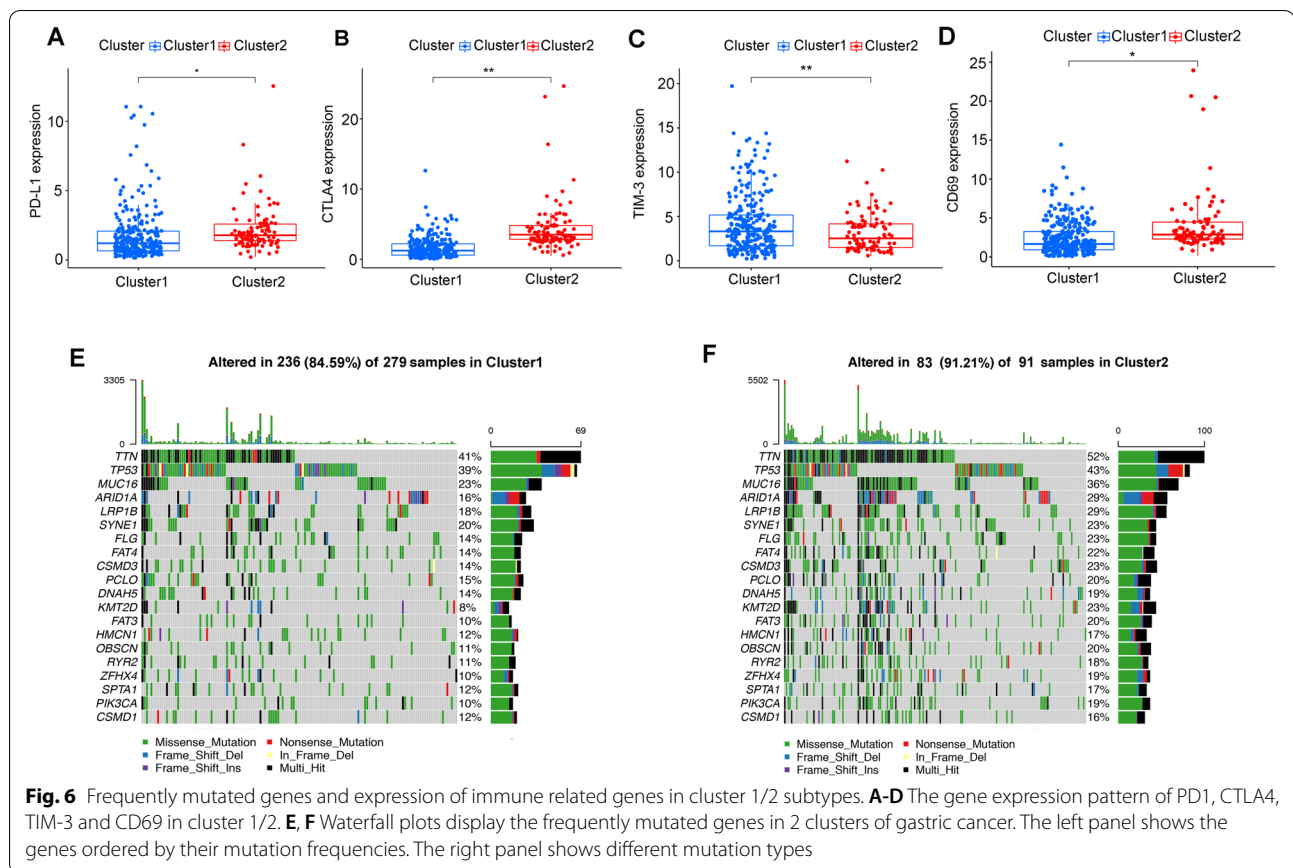 A
Cluster Cluster1 Cluster2
*
PD-L1 expression
10
5
0
Cluster1 Cluster2
B
Cluster Cluster1 Cluster2
**
CTLA4 expression
20
10
0
Cluster1 Cluster2
C
Cluster Cluster1 Cluster2
**
TIM-3 expression
20
15
10
5
0
Cluster1 Cluster2
D
Cluster Cluster1 Cluster2
*
CD69 expression
25
20
15
10
5
0
Cluster1 Cluster2
E
Altered in 236 (84.59%) of 279 samples in Cluster1
3305
0
0 69
TTN 41%
TP53 39%
MUC16 23%
ARID1A 16%
LRP1B 18%
SYNE1 20%
FLG 14%
FAT4 14%
CSMD3 14%
PCLO 15%
DNAH5 14%
KMT2D 8%
FAT3 10%
HMCN1 12%
OBSCN 11%
RYR2 11%
ZFHX4 10%
SPTA1 12%
PIK3CA 10%
CSMD1 12%
Missense_Mutation Nonsense_Mutation
Frame_Shift_Del In_Frame_Del
Frame_Shift_Ins Multi_Hit
F
Altered in 83 (91.21%) of 91 samples in Cluster2
5502
0
0 100
TTN 52%
TP53 43%
MUC16 36%
ARID1A 29%
LRP1B 29%
SYNE1 23%
FLG 23%
FAT4 22%
CSMD3 23%
PCLO 20%
DNAH5 19%
KMT2D 23%
FAT3 20%
HMCN1 17%
OBSCN 20%
RYR2 18%
ZFHX4 19%
SPTA1 17%
PIK3CA 19%
CSMD1 16%
Missense_Mutation Nonsense_Mutation
Frame_Shift_Del In_Frame_Del
Frame_Shift_Ins Multi_Hit
Fig. 6 Frequently mutated genes and expression of immune related genes in cluster 1/2 subtypes. A-D The gene expression pattern of PD1, CTLA4,
TIM-3 and CD69 in cluster 1/2. E, F Waterfall plots display the frequently mutated genes in 2 clusters of gastric cancer. The left panel shows the
genes ordered by their mutation frequencies. The right panel shows different mutation types